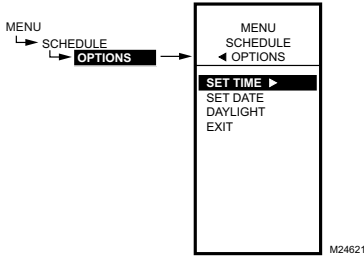 MENU
SCHEDULE
OPTIONS
MENU
SCHEDULE
◄ OPTIONS
SET TIME ►
SET DATE
DAYLIGHT
EXIT
M24621